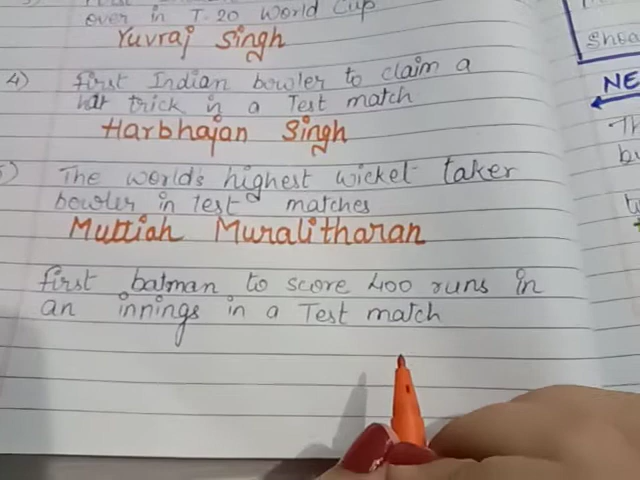 over in T-20 World Cup
Yuvraj Singh
4) first Indian bowler to claim a
hat trick in a Test match
Harbhajan Singh
The world's highest wicket taker
bowler in Test matches
Muttiah Muralitharan
first batman to score 400 runs in
an innings in a Test match
NE